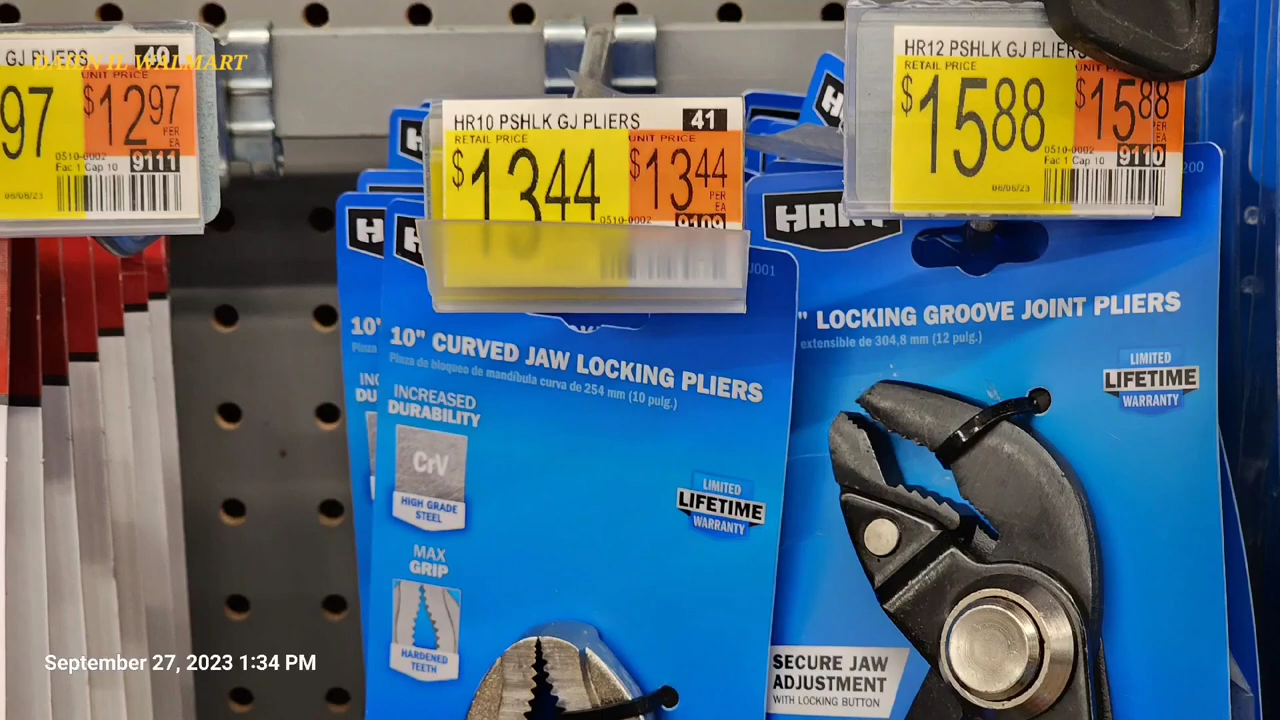 GJ PLIERS 40
WALMART
UNIT PRICE
97
$12 97
PER
EA
0510-0002
Fac 1 Cap 10 9111
HR10 PSHLK GJ PLIERS 41
RETAIL PRICE
$13 44
UNIT PRICE
$13 44
PER
EA
0510-0002
9109
HR12 PSHLK GJ PLIERS
RETAIL PRICE
$15 88
$15 88
PER
EA
0510-0002
Fac 1 Cap 10 9110
HART
10" CURVED JAW LOCKING PLIERS
Pinza de bloqueo de mandíbula curva de 254 mm (10 pulg.)
INCREASED
DURABILITY
CrV
HIGH GRADE
STEEL
MAX
GRIP
HARDENED
TEETH
LIMITED
LIFETIME
WARRANTY
" LOCKING GROOVE JOINT PLIERS
extensible de 304,8 mm (12 pulg.)
LIMITED
LIFETIME
WARRANTY
SECURE JAW
ADJUSTMENT
WITH LOCKING BUTTON
September 27, 2023 1:34 PM